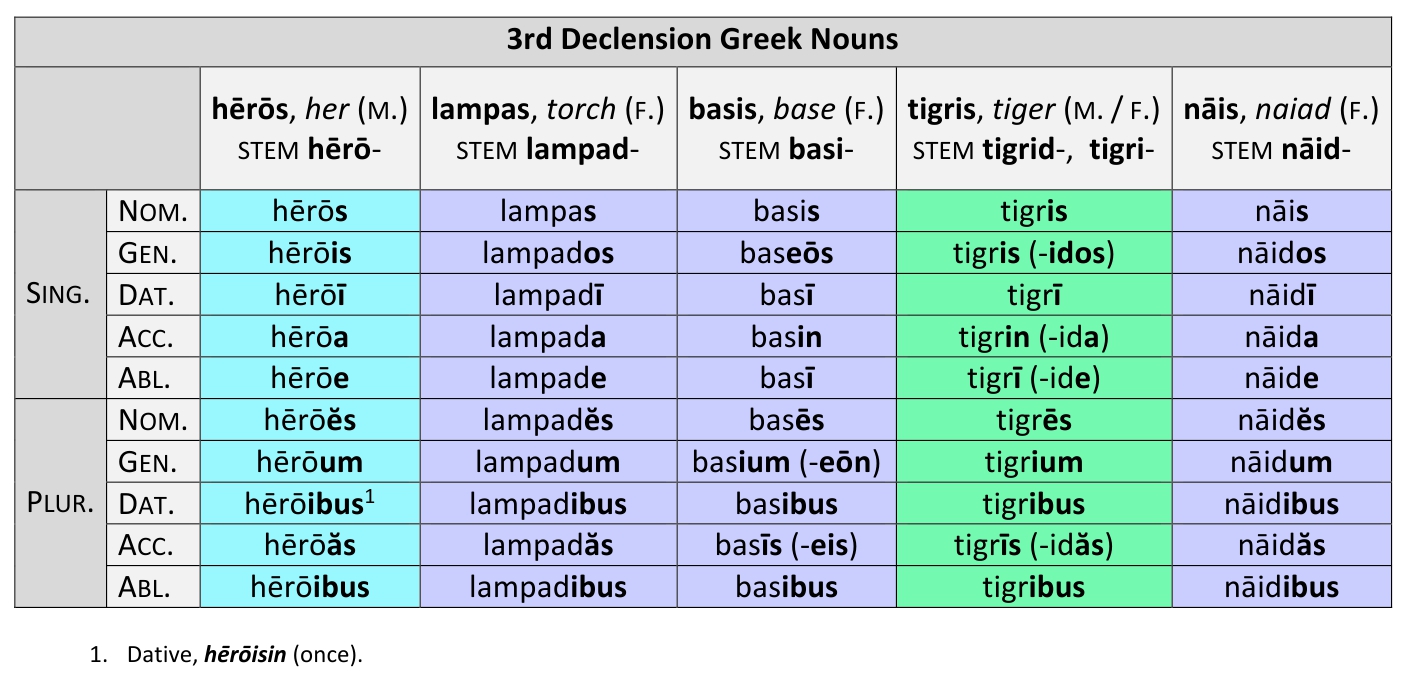 3rd Declension Greek Nouns
hērōs, her (M.) lampas, torch (F.) basis, base (F.) tigris, tiger (M. / F.) nāis, naiad (F.)
STEM hērō- STEM lampad- STEM basi- STEM tigrid-, tigri- STEM nāid-
SING. NOM. hērōs lampas basis tigris nāis
GEN. hērōis lampados baseōs tigris (-idos) nāidos
DAT. hērōī lampadī basī tigrī nāidī
ACC. hērōa lampada basin tigrin (-ida) nāida
ABL. hērōe lampade basī tigrī (-ide) nāide
PLUR. NOM. hērōĕs lampadĕs basēs tigrēs nāidĕs
GEN. hērōum lampadum basium (-eōn) tigrium nāidum
DAT. hērōibus1 lampadibus basibus tigribus nāidibus
ACC. hērōăs lampadăs basīs (-eis) tigrīs (-idăs) nāidăs
ABL. hērōibus lampadibus basibus tigribus nāidibus
1. Dative, hērōisin (once).